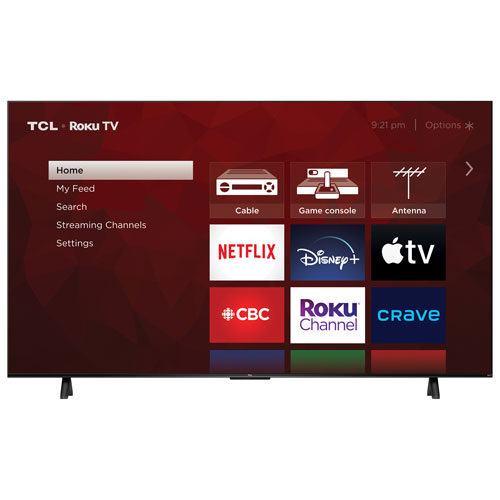 TCL • Roku TV
9:21 pm | Options
Home
My Feed
Search
Streaming Channels
Settings
Cable
Game console
Antenna
NETFLIX
Disney+
tv
CBC
Roku
Channel
CRAVE
TCL